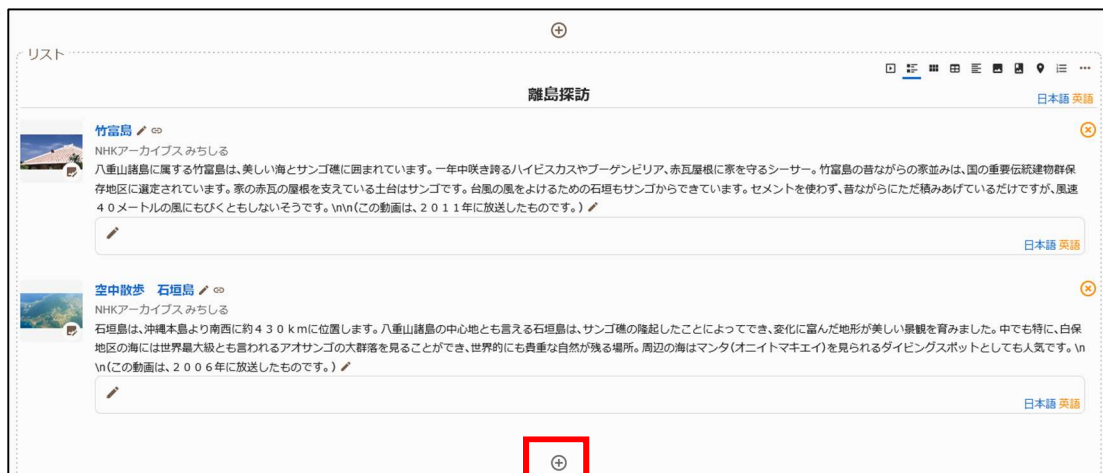 リスト
離島探訪
日本語 英語
竹富島
NHKアーカイブス みちしる
八重山諸島に属する竹富島は、美しい海とサンゴ礁に囲まれています。一年中咲き誇るハイビスカスやブーゲンビリア、赤瓦屋根に家を守るシーサー。竹富島の昔ながらの家並みは、国の重要伝統建物群保
存地区に選定されています。家の赤瓦の屋根を支えている土台はサンゴです。台風の風をよけるための石垣もサンゴからできています。セメントを使わず、昔ながらにただ積みあげているだけですが、風速
４０メートルの風にもびくともしないそうです。\n\n(この動画は、２０１１年に放送したものです。)
日本語 英語
空中散歩　石垣島
NHKアーカイブス みちしる
石垣島は、沖縄本島より南西に約４３０ｋｍに位置します。八重山諸島の中心地とも言える石垣島は、サンゴ礁の隆起したことによってでき、変化に富んだ地形が美しい景観を育みました。中でも特に、白保
地区の海には世界最大級とも言われるアオサンゴの大群落を見ることができ、世界的にも貴重な自然が残る場所。周辺の海はマンタ(オニイトマキエイ)を見られるダイビングスポットとしても人気です。\n
\n(この動画は、２００６年に放送したものです。)
日本語 英語